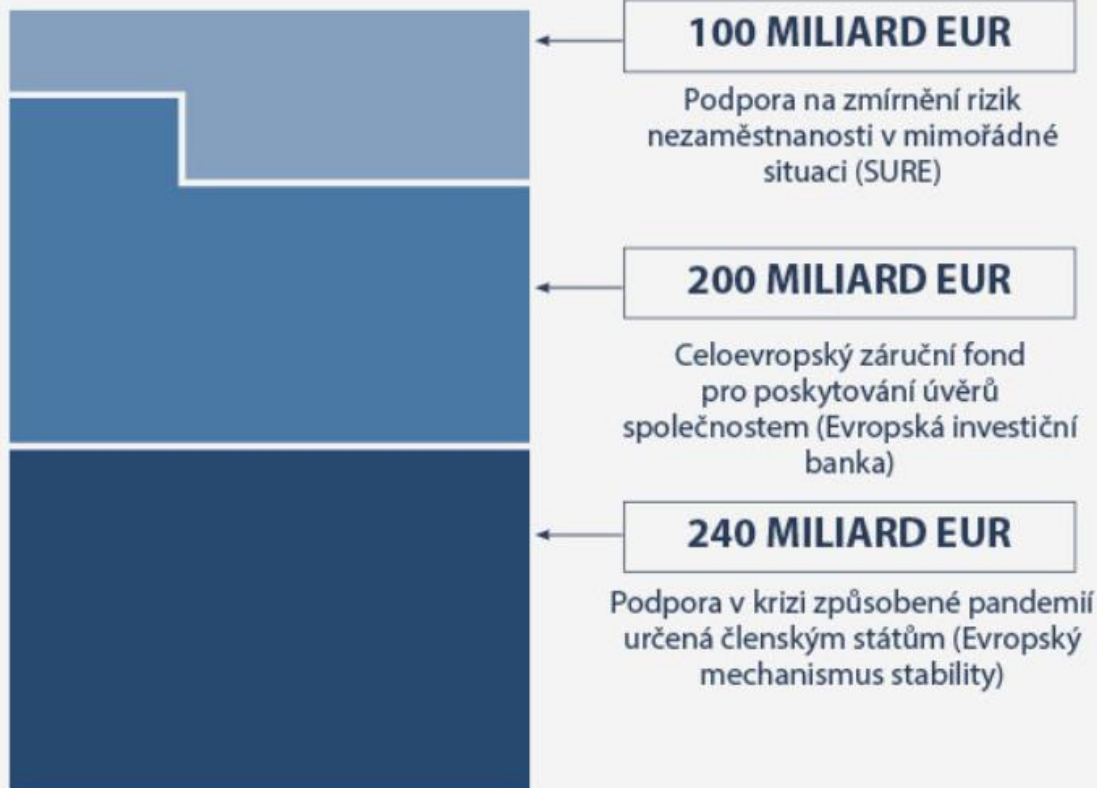 100 MILIARD EUR
Podpora na zmírnění rizik
nezaměstnanosti v mimořádné
situaci (SURE)
200 MILIARD EUR
Celoevropský záruční fond
pro poskytování úvěrů
společnostem (Evropská investiční
banka)
240 MILIARD EUR
Podpora v krizi způsobené pandemií
určená členským státům (Evropský
mechanismus stability)